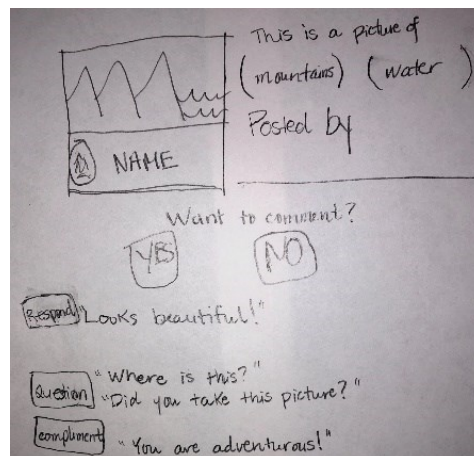 This is a picture of
(mountains) (water
Posted by
NAME
Want to comment?
YES NO
Respond "Looks beautiful!"
"Where is this?"
Question "Did you take this picture?"
compliment "You are adventurous!"